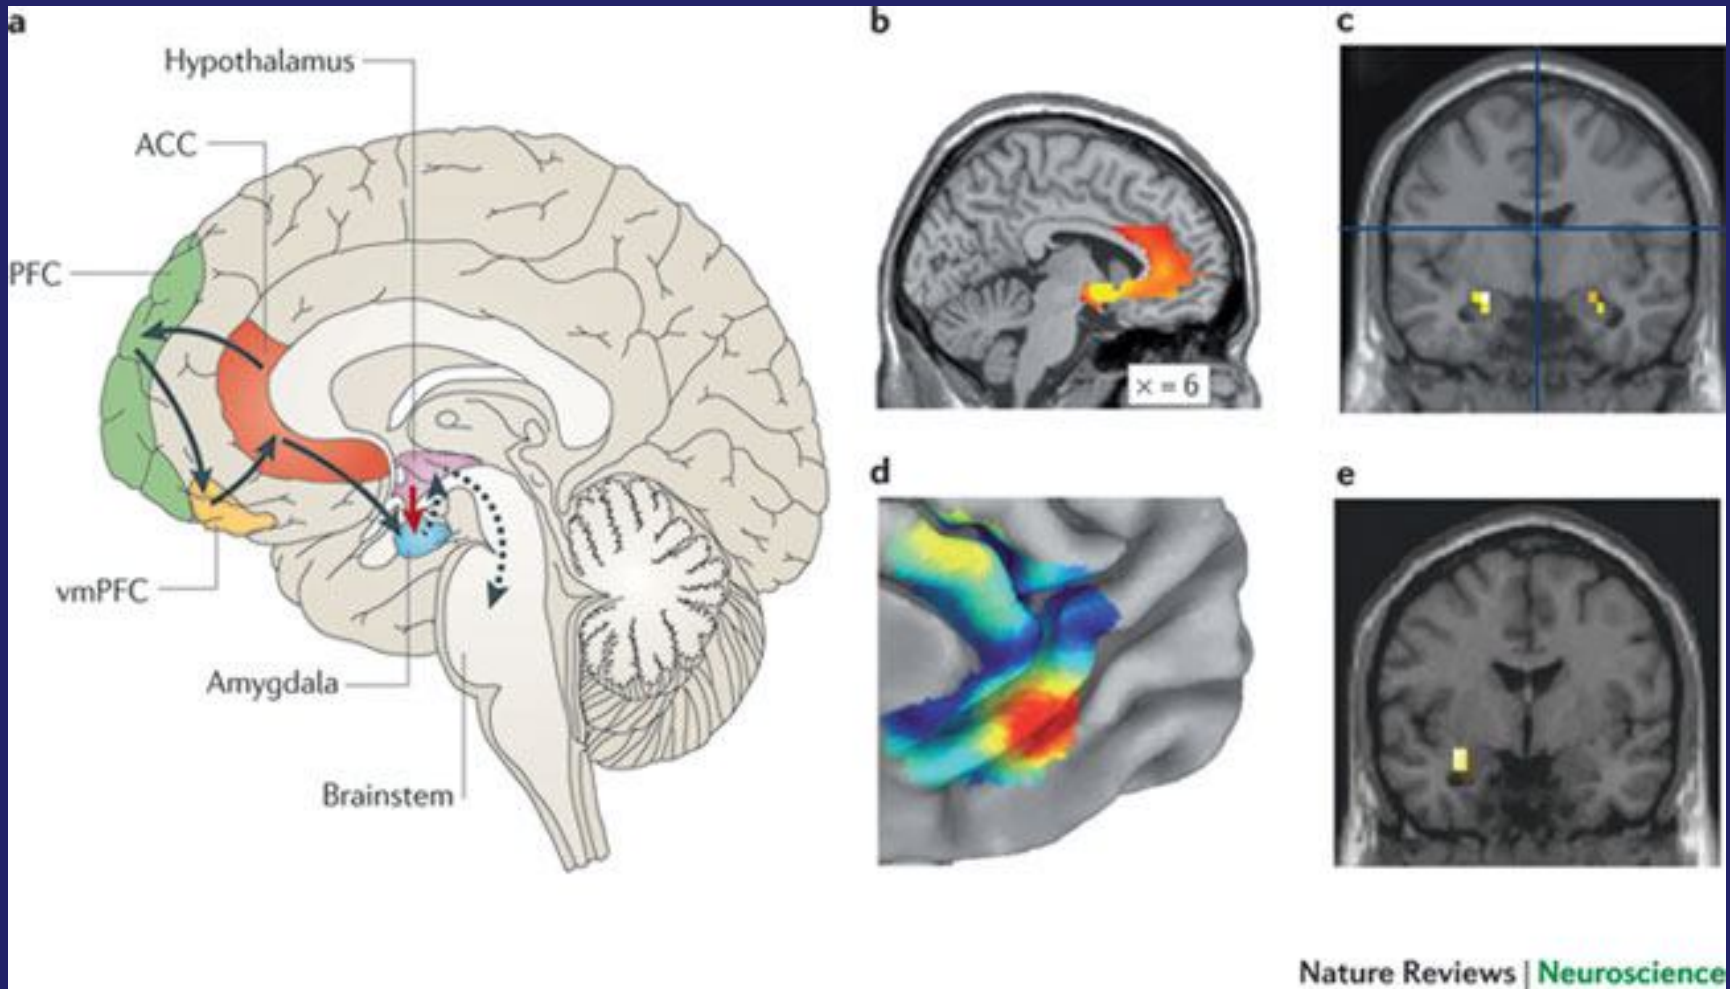 a
Hypothalamus
ACC
PFC
vmPFC
Amygdala
Brainstem
b
x = 6
c
d
e
Nature Reviews | Neuroscience